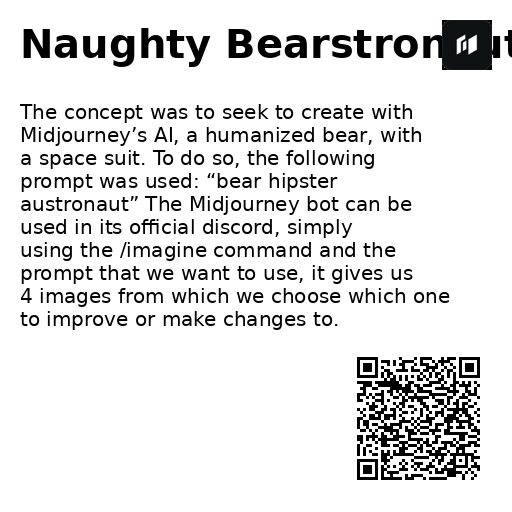 Naughty Bearstronaut
The concept was to seek to create with
Midjourney’s AI, a humanized bear, with
a space suit. To do so, the following
prompt was used: “bear hipster
austronaut” The Midjourney bot can be
used in its official discord, simply
using the /imagine command and the
prompt that we want to use, it gives us
4 images from which we choose which one
to improve or make changes to.